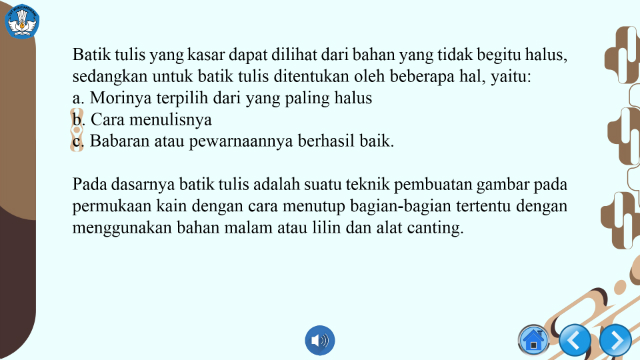 Batik tulis yang kasar dapat dilihat dari bahan yang tidak begitu halus,
sedangkan untuk batik tulis ditentukan oleh beberapa hal, yaitu:
a. Morinya terpilih dari yang paling halus
b. Cara menulisnya
c. Babaran atau pewarnaannya berhasil baik.
Pada dasarnya batik tulis adalah suatu teknik pembuatan gambar pada
permukaan kain dengan cara menutup bagian-bagian tertentu dengan
menggunakan bahan malam atau lilin dan alat canting.